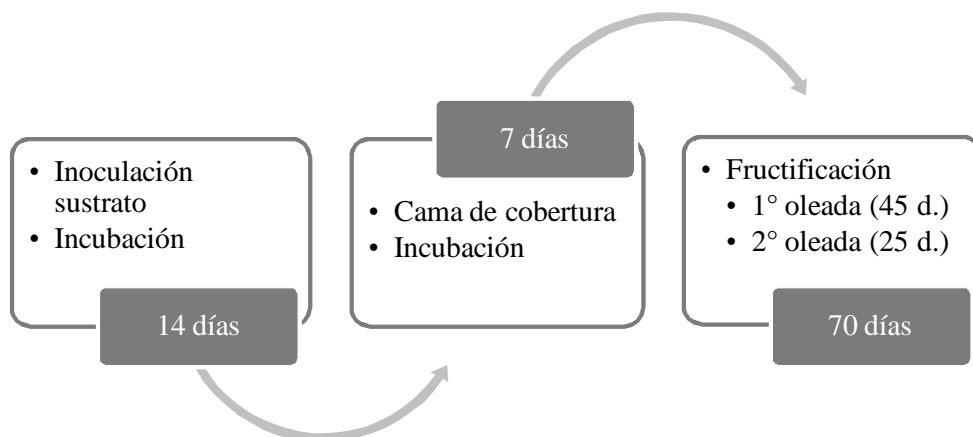 • Inoculación
sustrato
• Incubación
14 días
7 días
• Cama de cobertura
• Incubación
• Fructificación
• 1° oleada (45 d.)
• 2° oleada (25 d.)
70 días